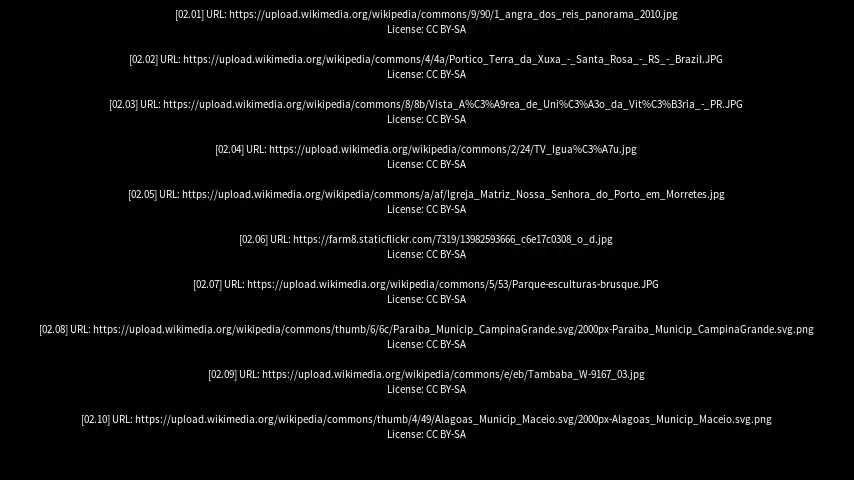 [02.01] URL: https://upload.wikimedia.org/wikipedia/commons/9/90/1_angra_dos_reis_panorama_2010.jpg
License: CC BY-SA
[02.02] URL: https://upload.wikimedia.org/wikipedia/commons/4/4a/Portico_Terra_da_Xuxa_-_Santa_Rosa_-_RS_-_Brazil.JPG
License: CC BY-SA
[02.03] URL: https://upload.wikimedia.org/wikipedia/commons/8/8b/Vista_A%C3%A9rea_de_Uni%C3%A3o_da_Vit%C3%B3ria_-_PR.JPG
License: CC BY-SA
[02.04] URL: https://upload.wikimedia.org/wikipedia/commons/2/24/TV_Igua%C3%A7u.jpg
License: CC BY-SA
[02.05] URL: https://upload.wikimedia.org/wikipedia/commons/a/af/Igreja_Matriz_Nossa_Senhora_do_Porto_em_Morretes.jpg
License: CC BY-SA
[02.06] URL: https://farm8.staticflickr.com/7319/13982593666_c6e17c0308_o_d.jpg
License: CC BY-SA
[02.07] URL: https://upload.wikimedia.org/wikipedia/commons/5/53/Parque-esculturas-brusque.JPG
License: CC BY-SA
[02.08] URL: https://upload.wikimedia.org/wikipedia/commons/thumb/6/6c/Paraiba_Municip_CampinaGrande.svg/2000px-Paraiba_Municip_CampinaGrande.svg.png
License: CC BY-SA
[02.09] URL: https://upload.wikimedia.org/wikipedia/commons/e/eb/Tambaba_W-9167_03.jpg
License: CC BY-SA
[02.10] URL: https://upload.wikimedia.org/wikipedia/commons/thumb/4/49/Alagoas_Municip_Maceio.svg/2000px-Alagoas_Municip_Maceio.svg.png
License: CC BY-SA